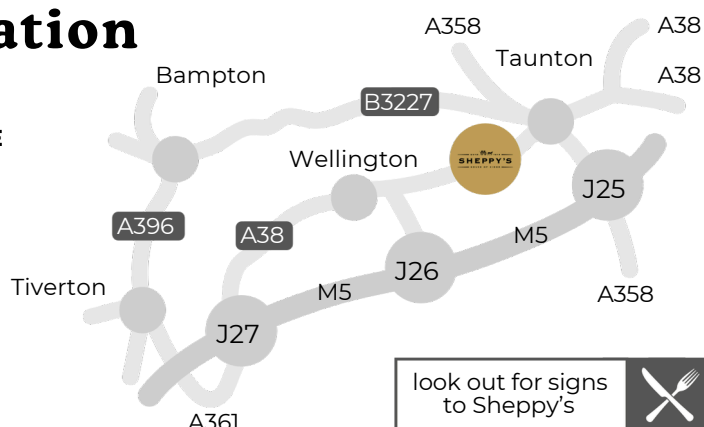 ation
A358
A38
Taunton
Bampton
A38
B3227
E
Wellington
SHEPPY'S
J25
A396
A38
M5
J26
Tiverton
M5
A358
J27
look out for signs
to Sheppy's
A361